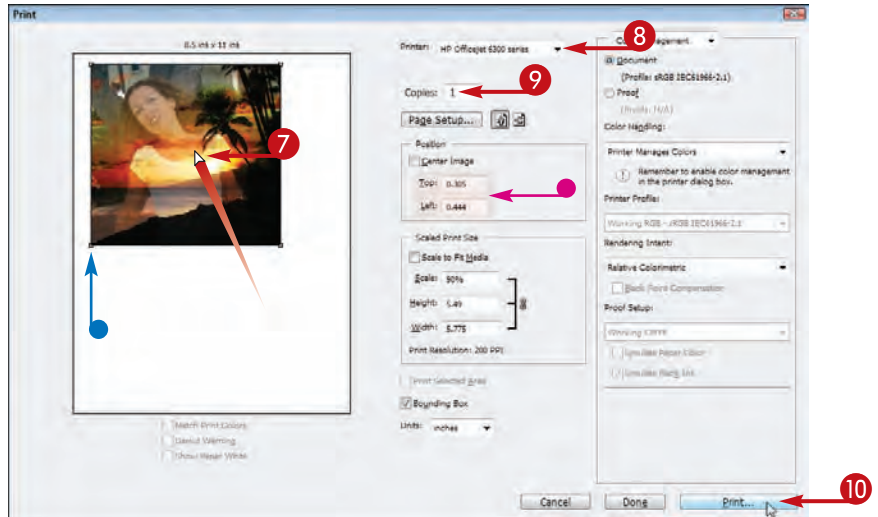 Print
8.5 in x 11 in
7
Printer: HP Officejet 6300 series
8
Copies: 1
9
Page Setup...
Position
Center Image
Top: 0.305
Left: 0.444
Scaled Print Size
Scale to Fit Media
Scale: 90%
Height: 5.49
Width: 5.775
Print Resolution: 200 PPI
Print Selected Area
Bounding Box
Units: inches
Match Print Colors
Gamut Warning
Show Paper White
Document
(Profile: sRGB IEC61966-2.1)
Proof
(Profile: N/A)
Color Handling:
Printer Manages Colors
Remember to enable color management
in the printer dialog box.
Printer Profile:
Working RGB - sRGB IEC61966-2.1
Rendering Intent:
Relative Colorimetric
Black Point Compensation
Proof Setup:
Working CMYK
Simulate Paper Color
Simulate Black Ink
Cancel
Done
Print...
10